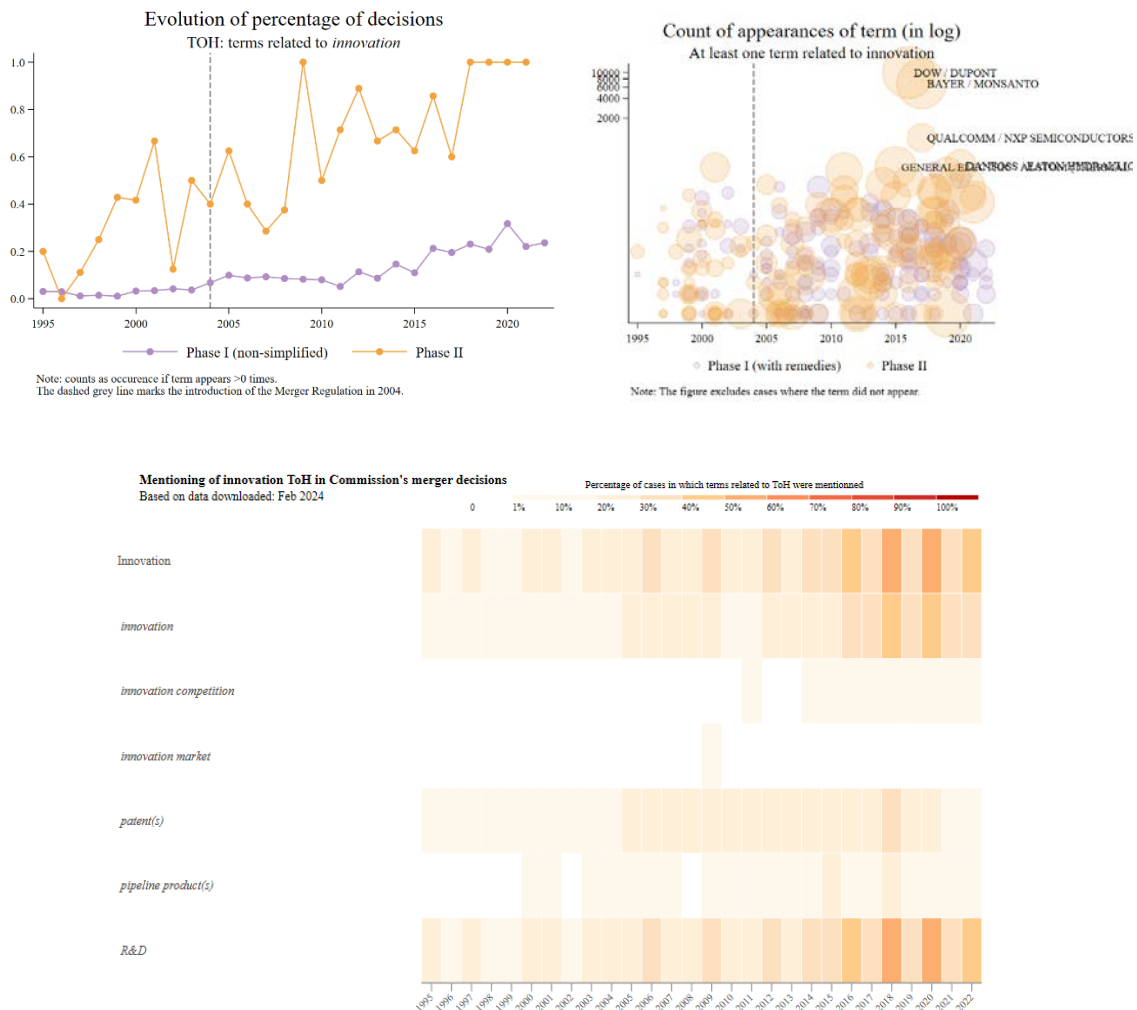 Evolution of percentage of decisions
TOH: terms related to innovation
1.0
0.8
0.6
0.4
0.2
0.0
1995 2000 2005 2010 2015 2020
Phase I (non-simplified) Phase II
Note: counts as occurence if term appears >0 times.
The dashed grey line marks the introduction of the Merger Regulation in 2004.
Count of appearances of term (in log)
At least one term related to innovation
10000
8000
6000
4000
2000
DOW / DUPONT
BAYER / MONSANTO
QUALCOMM / NXP SEMICONDUCTORS
GENERAL
1995 2000 2005 2010 2015 2020
Phase I (with remedies) Phase II
Note: The figure excludes cases where the term did not appear.
Mentioning of innovation ToH in Commission's merger decisions
Based on data downloaded: Feb 2024
Percentage of cases in which terms related to ToH were mentionned
0 1% 10% 20% 30% 40% 50% 60% 70% 80% 90% 100%
Innovation
innovation
innovation competition
innovation market
patent(s)
pipeline product(s)
R&D
1995 1996 1997 1998 1999 2000 2001 2002 2003 2004 2005 2006 2007 2008 2009 2010 2011 2012 2013 2014 2015 2016 2017 2018 2019 2020 2021 2022